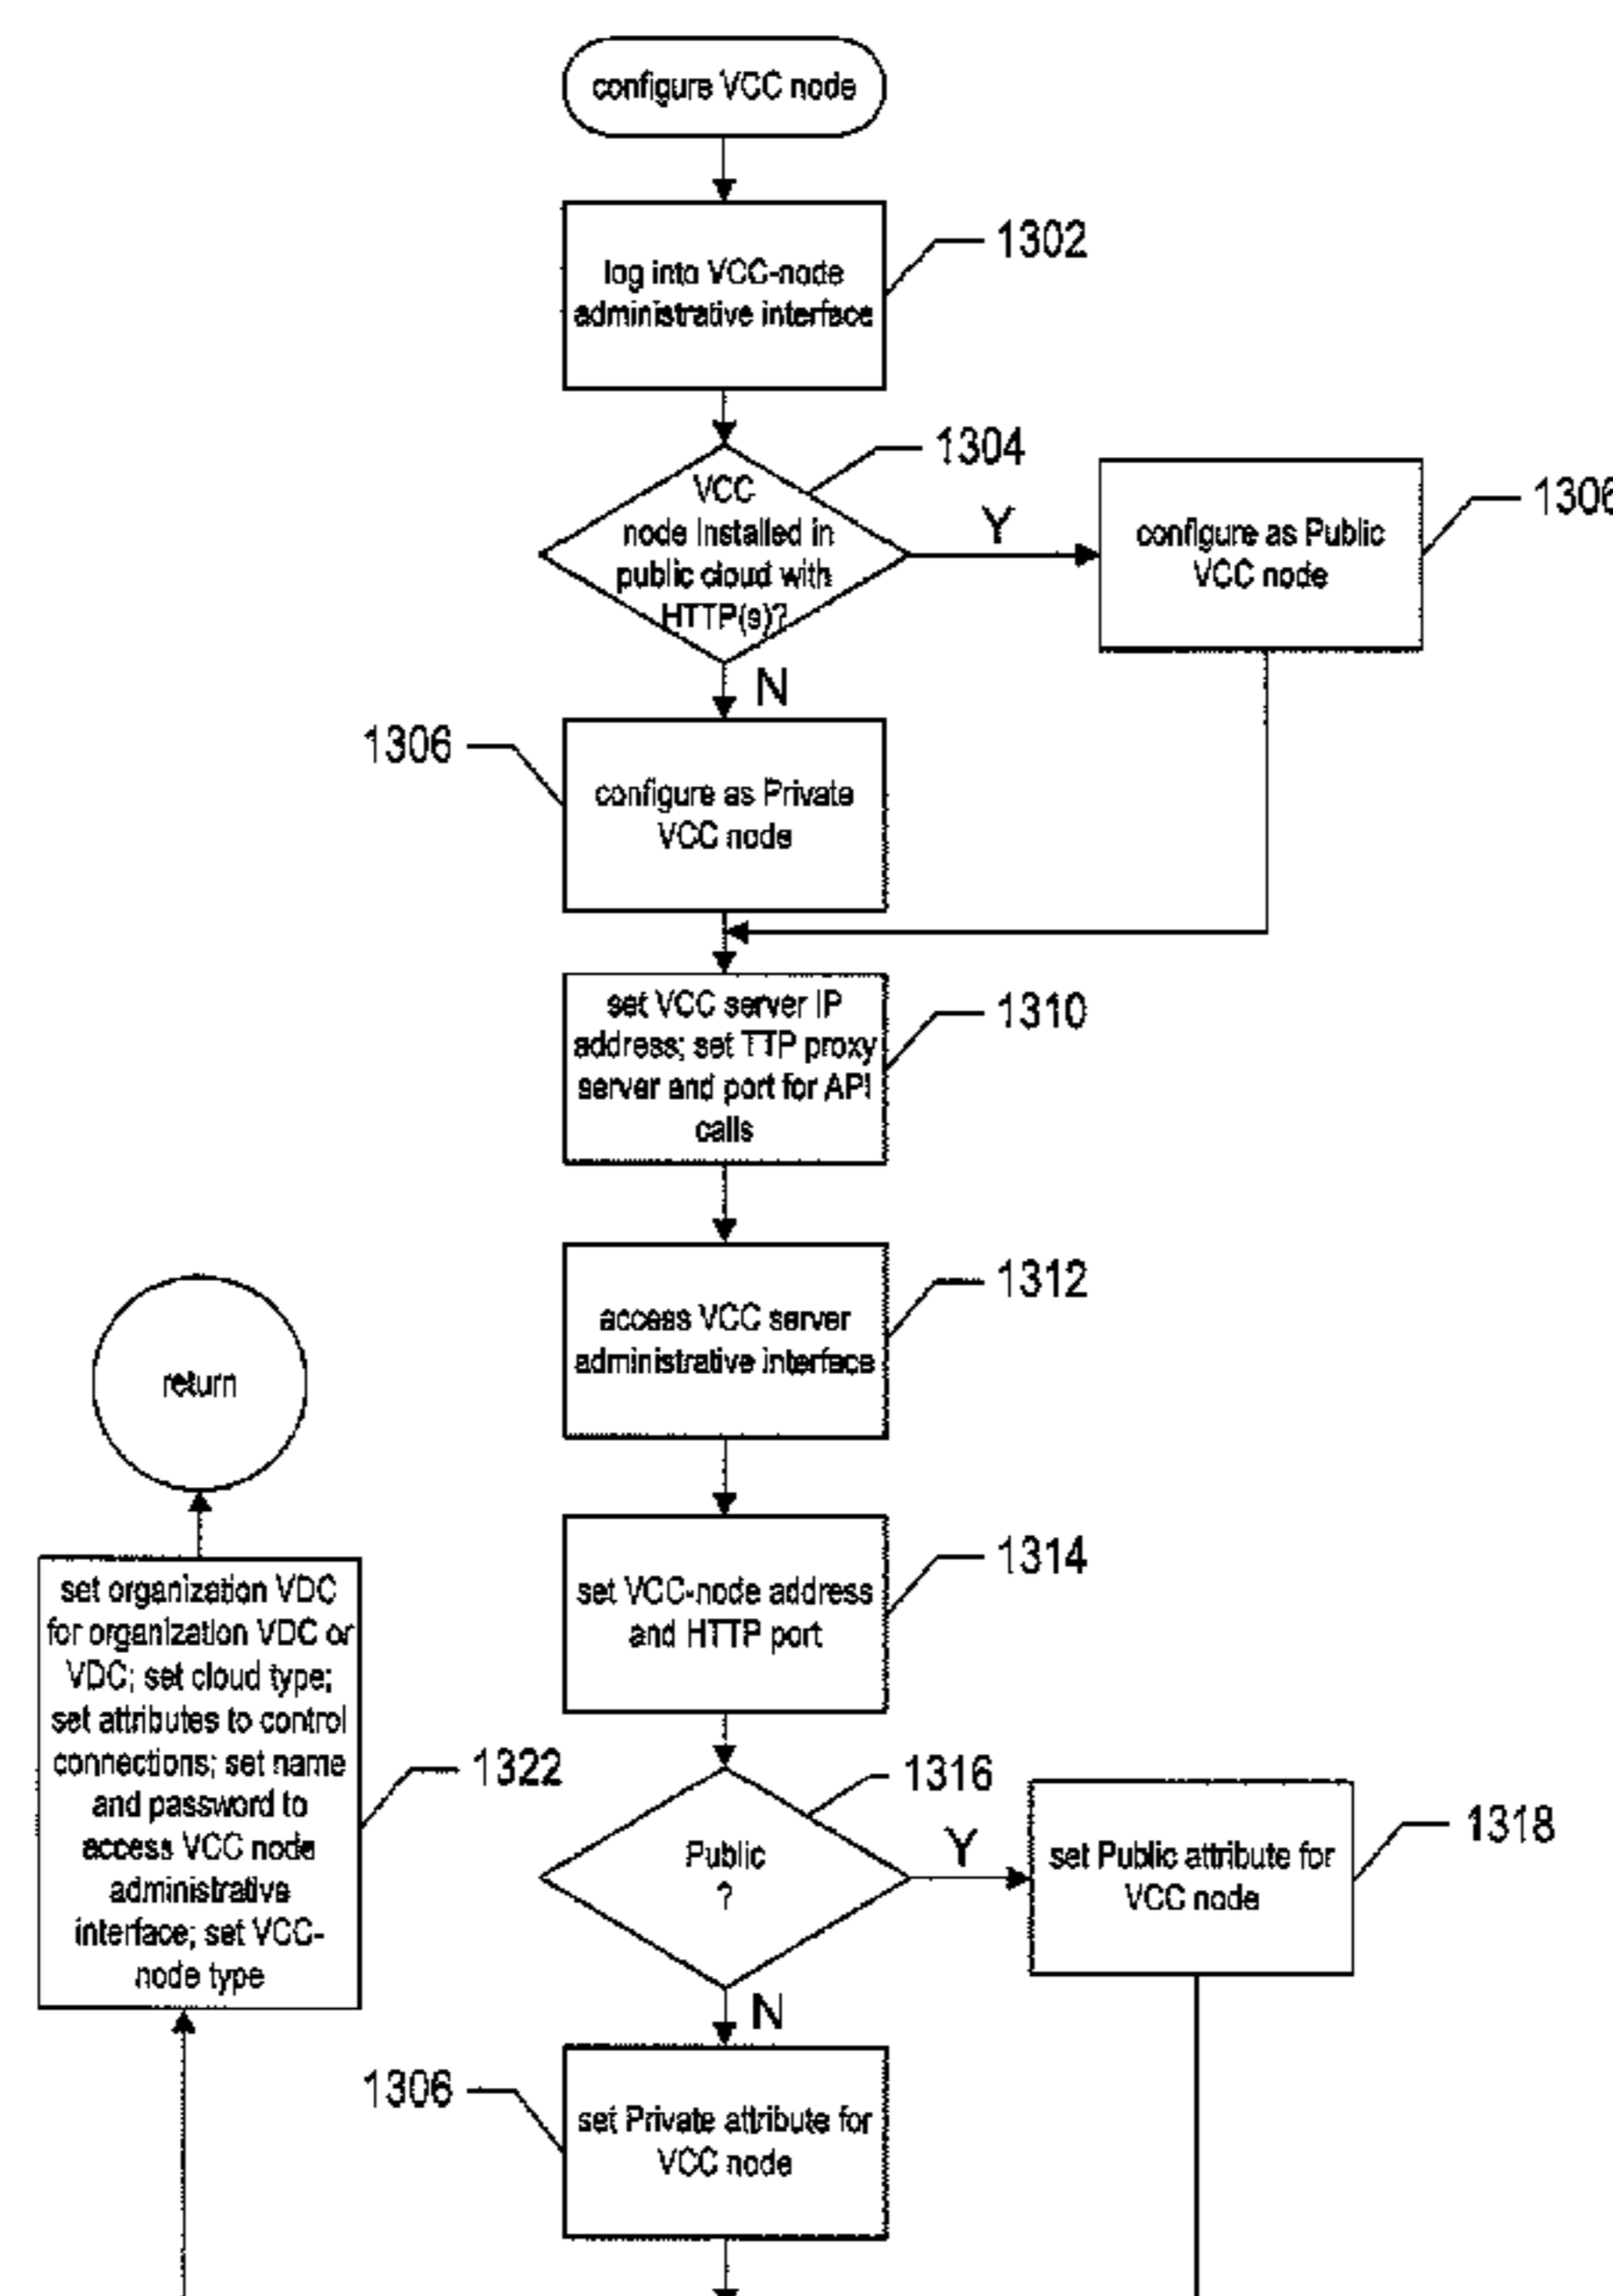 configure VCC node
log into VCC-node
administrative interface
1302
VCC
node installed in
public cloud with
HTTP(s)?
1304
Y
configure as Public
VCC node
1306
N
1306
configure as Private
VCC node
set VCC server IP
address; set TTP proxy
server and port for API
calls
1310
access VCC server
administrative interface
1312
return
set VCC-node address
and HTTP port
1314
set organization VDC
for organization VDC or
VDC; set cloud type;
set attributes to control
connections; set name
and password to
access VCC node
administrative
interface; set VCC-
node type
1322
Public
?
1316
Y
set Public attribute for
VCC node
1318
N
1306
set Private attribute for
VCC node